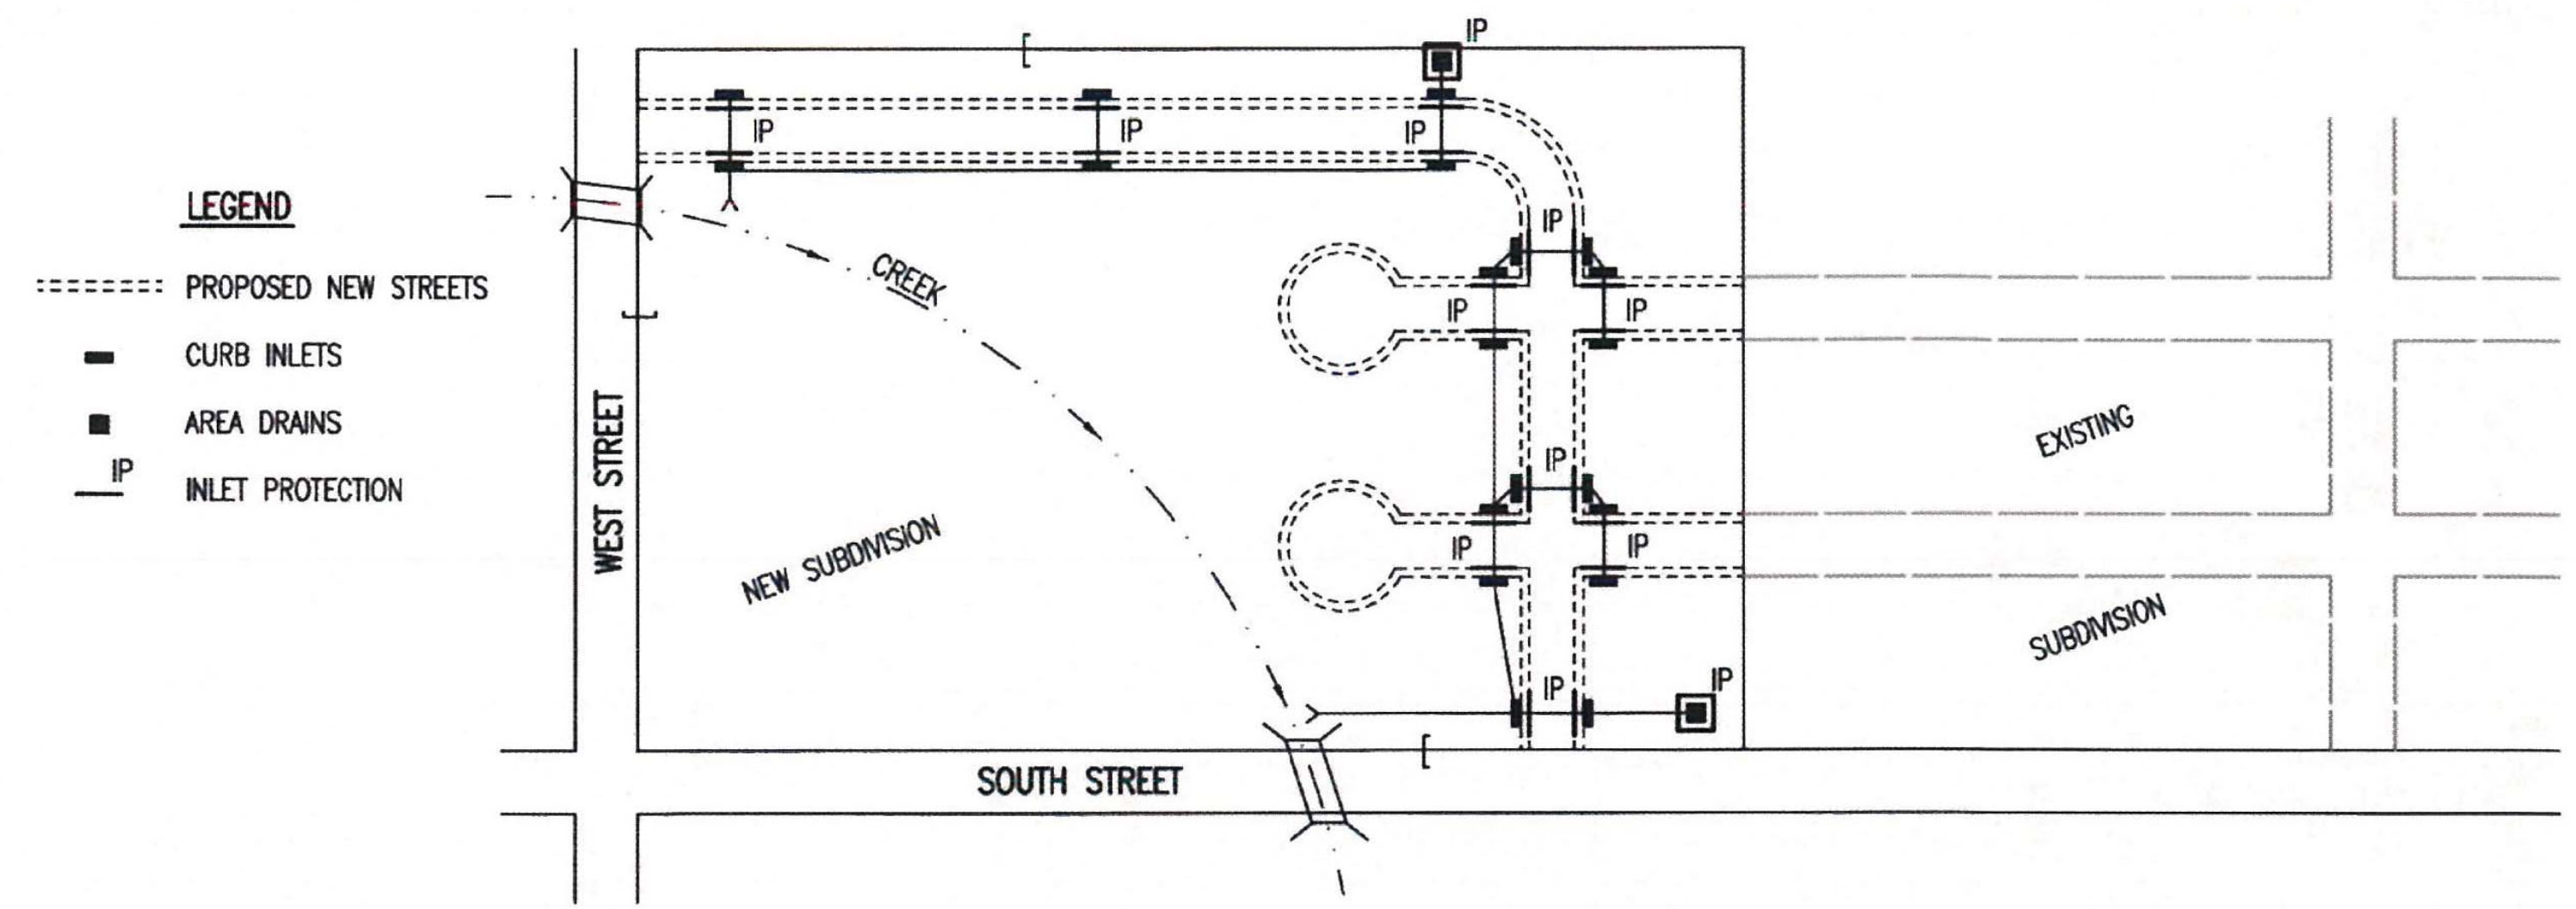 IP
IP
IP
IP
LEGEND
IP
PROPOSED NEW STREETS
CREEK
IP
IP
CURB INLETS
WEST STREET
AREA DRAINS
EXISTING
IP
IP
INLET PROTECTION
NEW SUBDIVISION
IP
IP
SUBDIVISION
IP
IP
SOUTH STREET